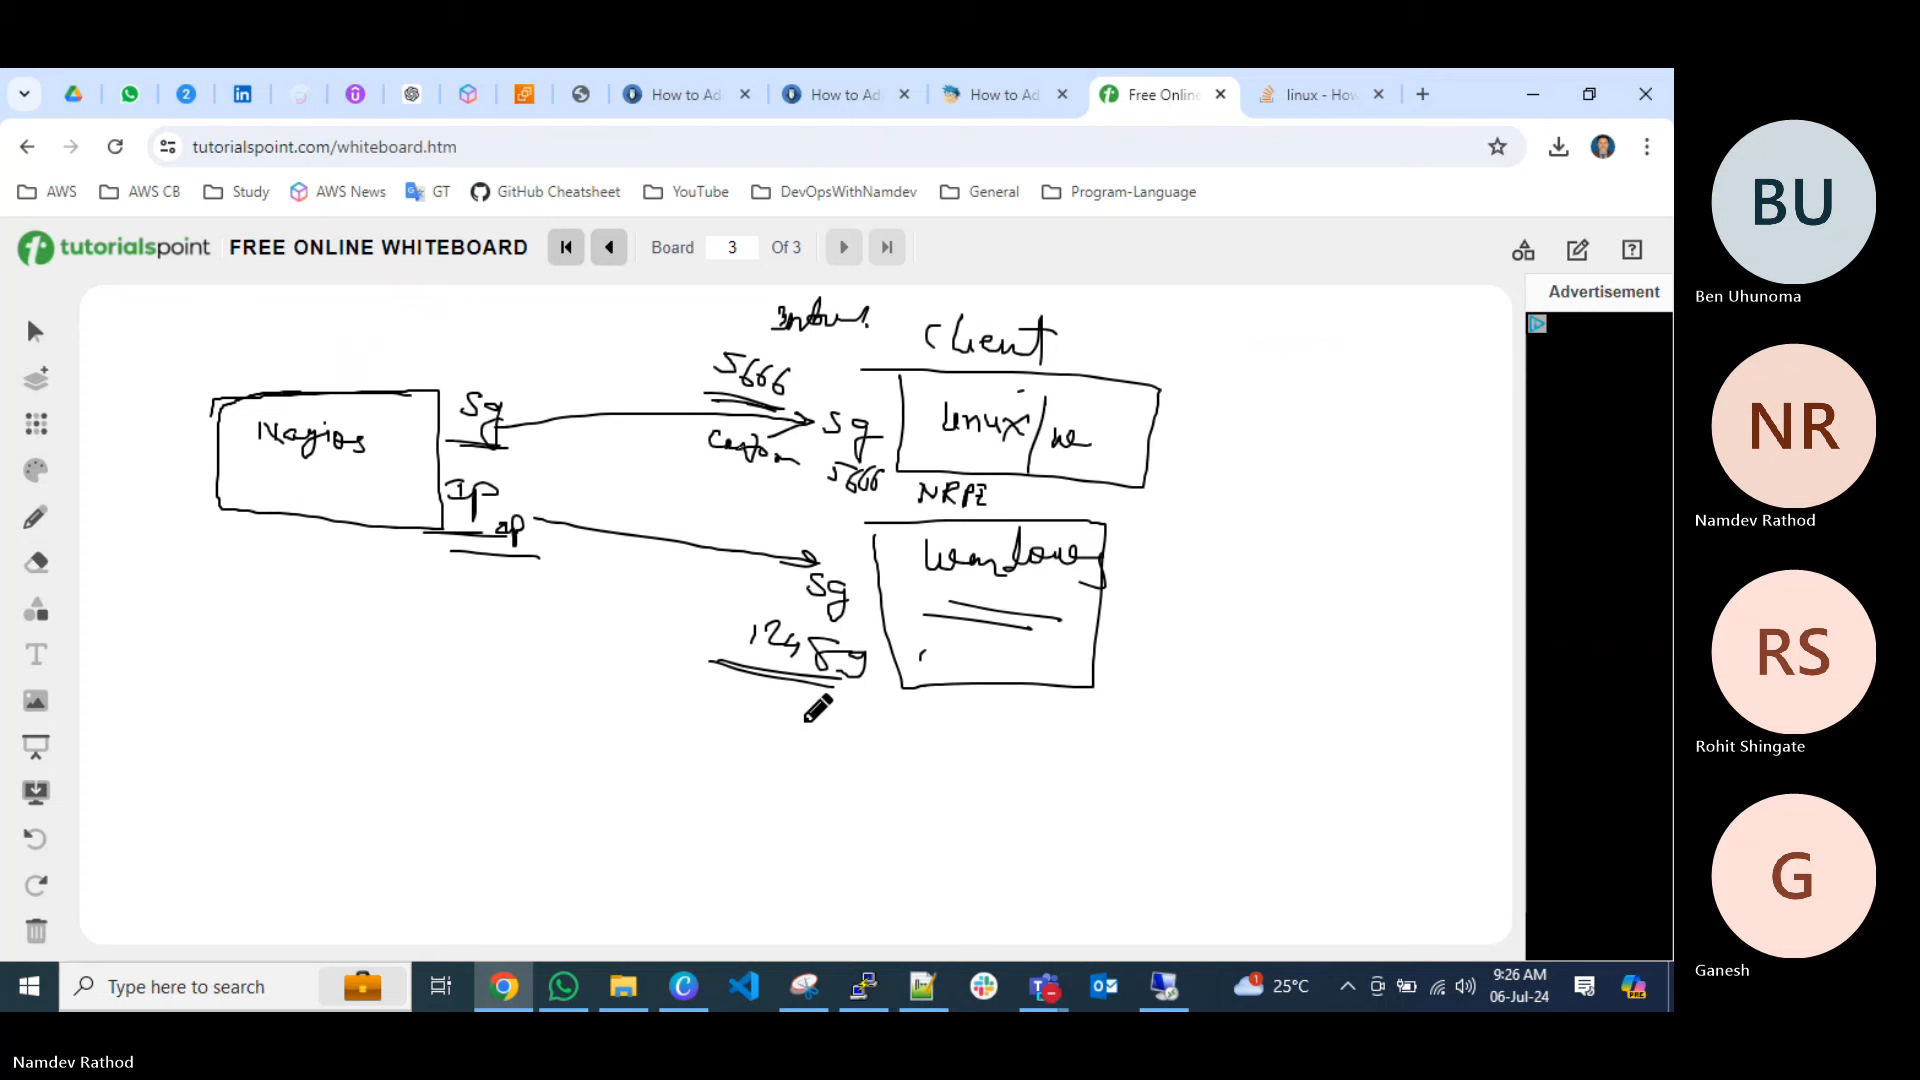 How to Ad
How to Ad
How to Ad
Free Online
linux - How
tutorialspoint.com/whiteboard.htm
AWS
AWS CB
Study
AWS News
GT
GitHub Cheatsheet
YouTube
DevOpsWithNamdev
General
Program-Language
tutorialspoint FREE ONLINE WHITEBOARD
Board 3 Of 3
Advertisement
Client
5666
Sg
Nagios
Sg
Linux
5666
NRPE
Ip
Sg
Type here to search
25°C
9:26 AM
06-Jul-24
BU
Ben Uhunoma
NR
Namdev Rathod
RS
Rohit Shingate
G
Ganesh
Namdev Rathod